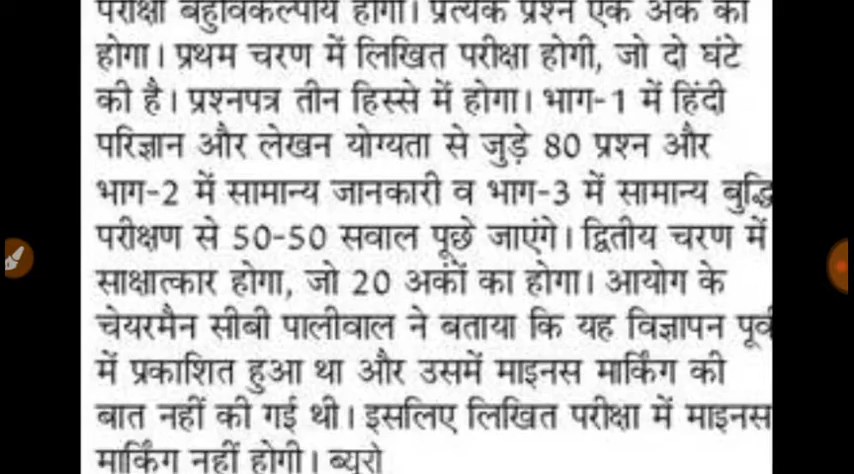 परीक्षा बहुविकल्पीय होगी। प्रत्येक प्रश्न एक अंक का
होगा। प्रथम चरण में लिखित परीक्षा होगी, जो दो घंटे
की है। प्रश्नपत्र तीन हिस्से में होगा। भाग-1 में हिंदी
परिज्ञान और लेखन योग्यता से जुड़े 80 प्रश्न और
भाग-2 में सामान्य जानकारी व भाग-3 में सामान्य बुद्धि
परीक्षण से 50-50 सवाल पूछे जाएंगे। द्वितीय चरण में
साक्षात्कार होगा, जो 20 अकों का होगा। आयोग के
चेयरमैन सीबी पालीवाल ने बताया कि यह विज्ञापन पूर्व
में प्रकाशित हुआ था और उसमें माइनस मार्किंग की
बात नहीं की गई थी। इसलिए लिखित परीक्षा में माइनस
मार्किंग नहीं होगी। ब्यूरो